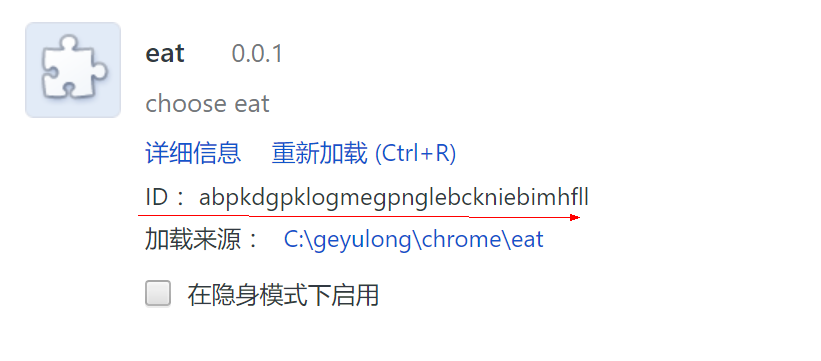 eat 0.0.1
choose eat
详细信息 重新加载 (Ctrl+R)
ID： abpkdgpklogmegpnglebckniebimhfll
加载来源： C:\geyulong\chrome\eat
在隐身模式下启用